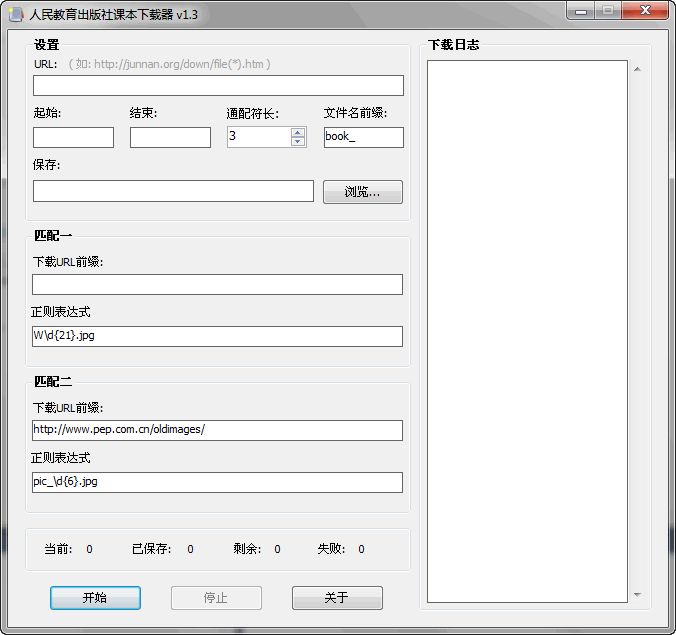 人民教育出版社课本下载器 v1.3
设置
URL: (如: http://junnan.org/down/file(*).htm )
起始: 结束: 通配符长: 文件名前缀:
3 book_
保存:
浏览...
匹配一
下载URL前缀:
正则表达式
W\d{21}.jpg
匹配二
下载URL前缀:
http://www.pep.com.cn/oldimages/
正则表达式
pic_\d{6}.jpg
当前: 0 已保存: 0 剩余: 0 失败: 0
开始 停止 关于
下载日志